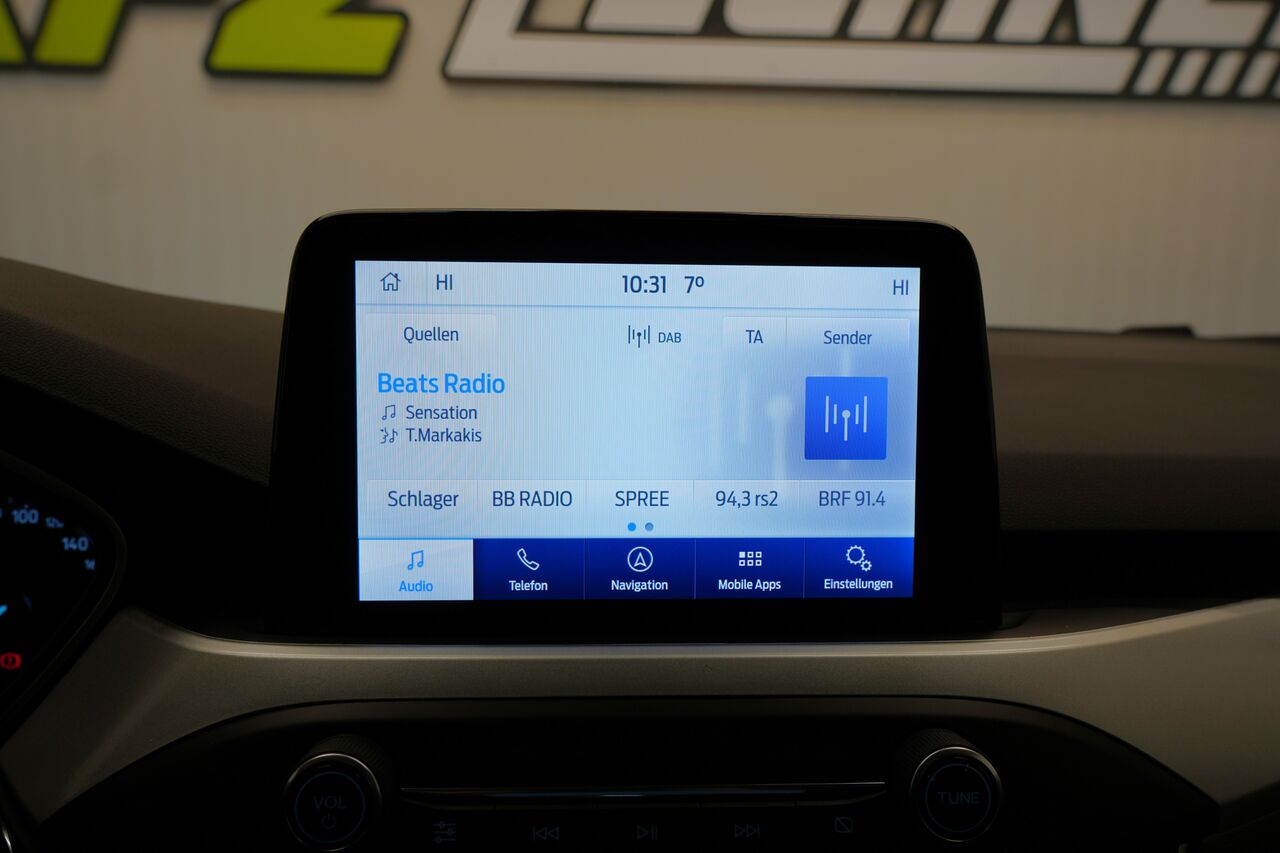 HI 10:31 7° HI
Quellen DAB TA Sender
Beats Radio
Sensation
T.Markakis
Schlager BB RADIO SPREE 94,3 rs2 BRF 91.4
Audio Telefon Navigation Mobile Apps Einstellungen
100
140
VOL
TUNE